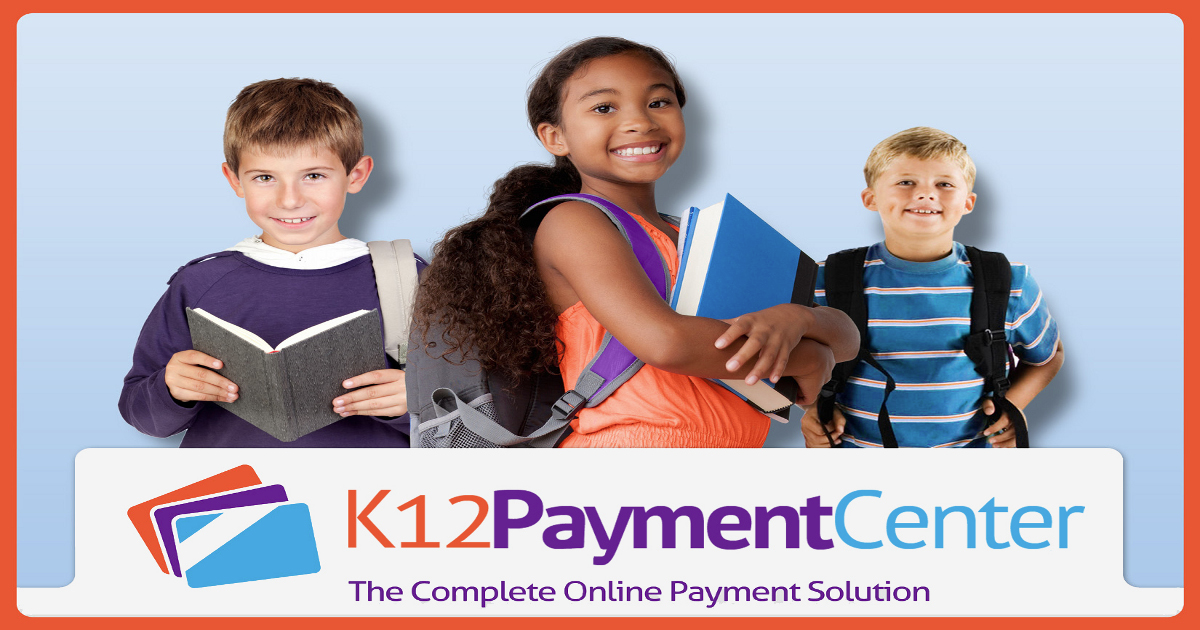 K12PaymentCenter
The Complete Online Payment Solution